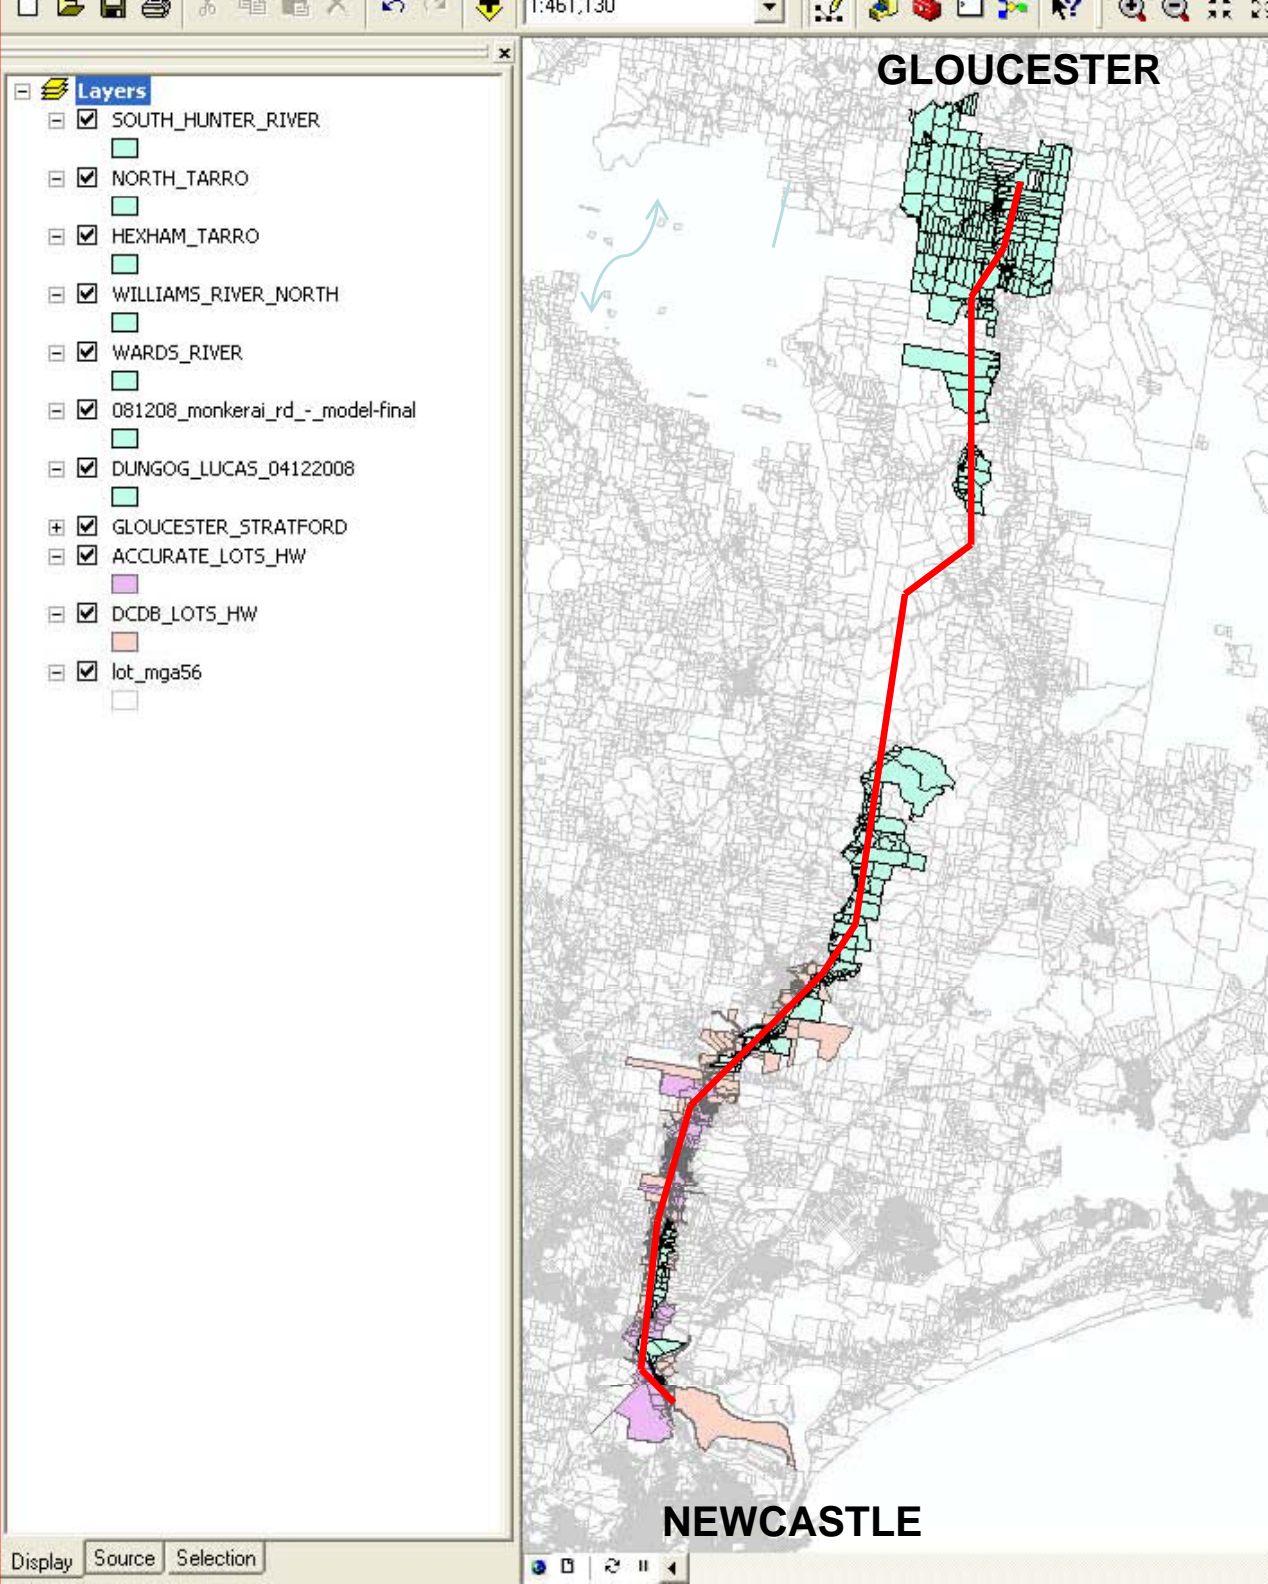 1:461,130
Layers
SOUTH_HUNTER_RIVER
NORTH_TARRO
HEXHAM_TARRO
WILLIAMS_RIVER_NORTH
WARDS_RIVER
081208_monkerai_rd_-_model-final
DUNGOG_LUCAS_04122008
GLOUCESTER_STRATFORD
ACCURATE_LOTS_HW
DCDB_LOTS_HW
lot_mga56
Display Source Selection
GLOUCESTER
NEWCASTLE